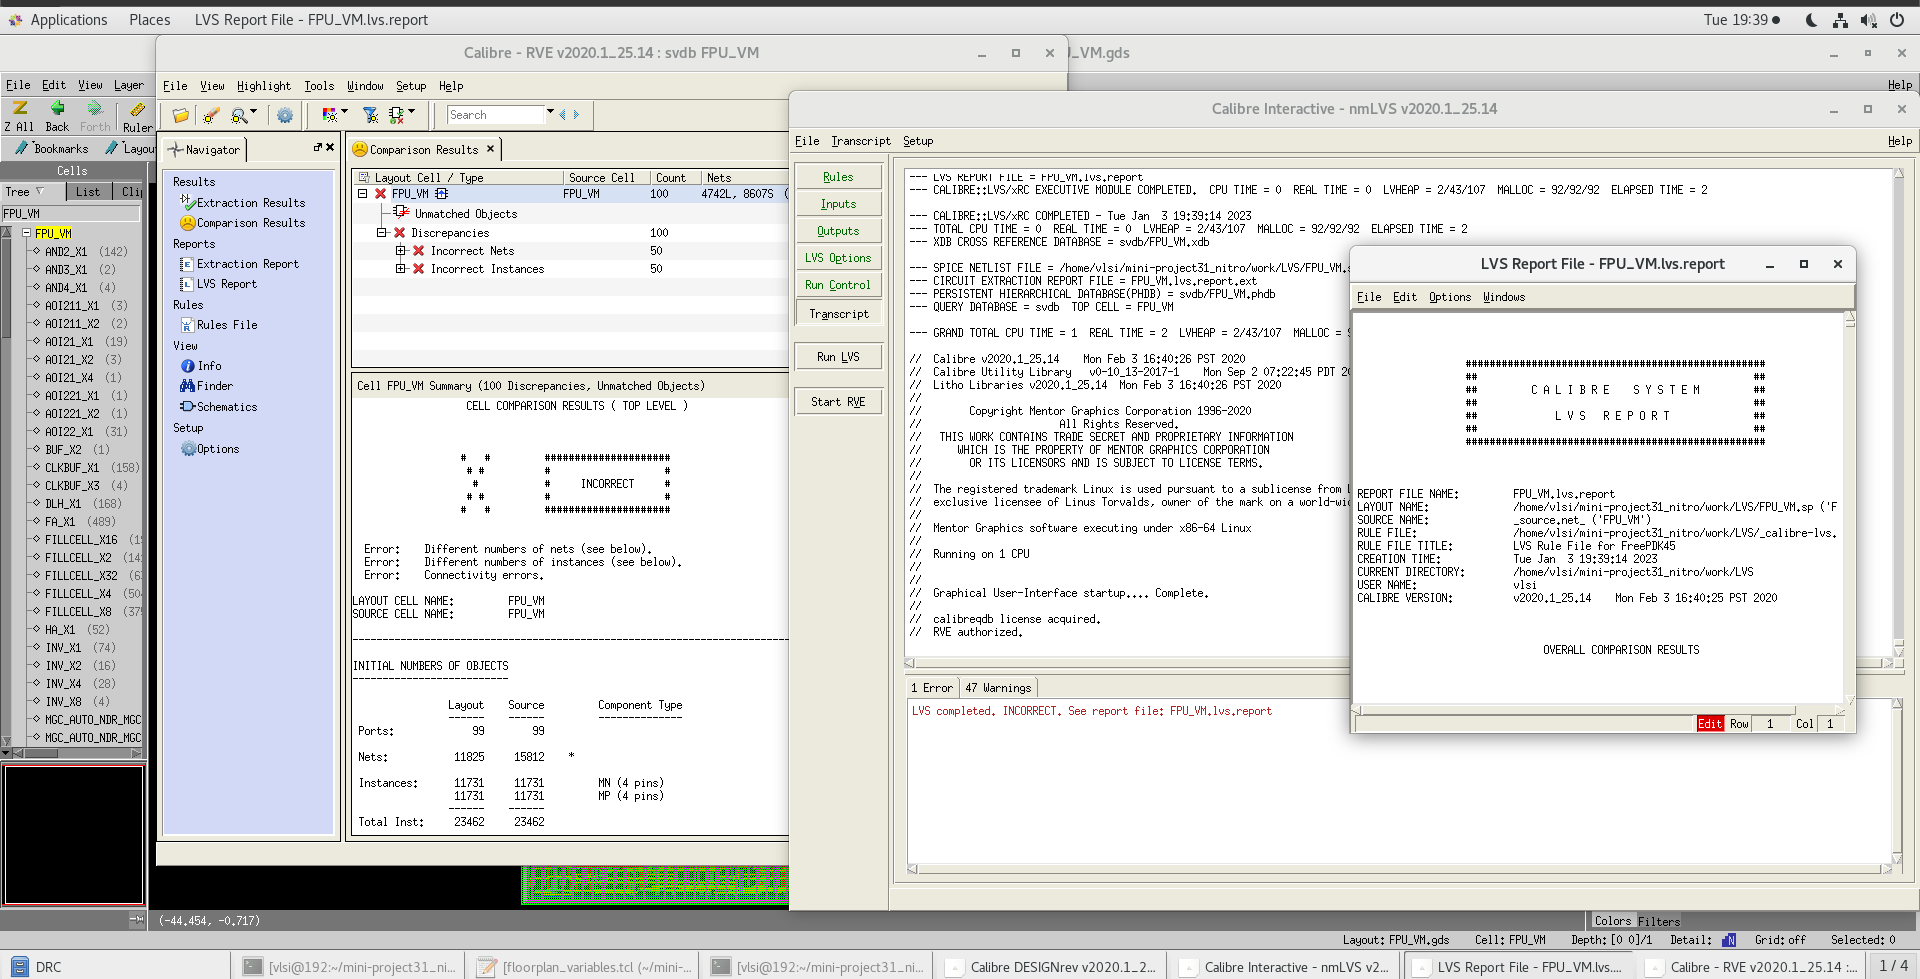 Applications Places LVS Report File - FPU_VM.lvs.report Tue 19:39
Calibre - RVE v2020.1_25.14 : svdb FPU_VM
_VM.gds
File Edit View Layer
Help
Z All Back Forth Ruler
Bookmarks Layou
Cells
Tree List Cli
FPU_VM
FPU_VM
AND2_X1 (142)
AND3_X1 (2)
AND4_X1 (4)
AOI211_X1 (3)
AOI211_X2 (2)
AOI21_X1 (19)
AOI21_X2 (3)
AOI21_X4 (1)
AOI221_X1 (1)
AOI221_X2 (1)
AOI22_X1 (31)
BUF_X2 (1)
CLKBUF_X1 (158)
CLKBUF_X3 (4)
DLH_X1 (168)
FA_X1 (489)
FILLCELL_X16
FILLCELL_X2
FILLCELL_X32
FILLCELL_X4
FILLCELL_X8
HA_X1 (52)
INV_X1 (74)
INV_X2 (16)
INV_X4 (28)
INV_X8 (4)
MGC_AUTO_NDR_MGC
MGC_AUTO_NDR_MGC
File View Highlight Tools Window Setup Help
Search
Navigator
Results
Extraction Results
Comparison Results
Reports
Extraction Report
LVS Report
Rules
Rules File
View
Info
Finder
Schematics
Setup
Options
Comparison Results
Layout Cell / Type Source Cell Count Nets
FPU_VM FPU_VM 100 4742L, 8607S (
Unmatched Objects
Discrepancies 100
Incorrect Nets 50
Incorrect Instances 50
Cell FPU_VM Summary (100 Discrepancies, Unmatched Objects)
CELL COMPARISON RESULTS ( TOP LEVEL )
# # #####################
# # # #
# # INCORRECT #
# # # #
# # #####################
Error: Different numbers of nets (see below).
Error: Different numbers of instances (see below).
Error: Connectivity errors.
LAYOUT CELL NAME: FPU_VM
SOURCE CELL NAME: FPU_VM
INITIAL NUMBERS OF OBJECTS
--------------------------
Layout Source Component Type
------ ------ --------------
Ports: 99 99
Nets: 11825 15812 *
Instances: 11731 11731 MN (4 pins)
11731 11731 MP (4 pins)
------ ------
Total Inst: 23462 23462
(-44.454, -0.717)
Calibre Interactive - nmLVS v2020.1_25.14
File Transcript Setup Help
Rules
Inputs
Outputs
LVS Options
Run Control
Transcript
Run LVS
Start RVE
--- LVS REPORT FILE = FPU_VM.lvs.report
--- CALIBRE::LVS/xRC EXECUTIVE MODULE COMPLETED. CPU TIME = 0 REAL TIME = 0 LVHEAP = 2/43/107 MALLOC = 92/92/92 ELAPSED TIME = 2
--- CALIBRE::LVS/xRC COMPLETED - Tue Jan 3 19:39:14 2023
--- TOTAL CPU TIME = 0 REAL TIME = 0 LVHEAP = 2/43/107 MALLOC = 92/92/92 ELAPSED TIME = 2
--- XDB CROSS REFERENCE DATABASE = svdb/FPU_VM.xdb
--- SPICE NETLIST FILE = /home/vlsi/mini-project31_nitro/work/LVS/FPU_VM.s
--- CIRCUIT EXTRACTION REPORT FILE = FPU_VM.lvs.report.ext
--- PERSISTENT HIERARCHICAL DATABASE(PHDB) = svdb/FPU_VM.phdb
--- QUERY DATABASE = svdb TOP CELL = FPU_VM
--- GRAND TOTAL CPU TIME = 1 REAL TIME = 2 LVHEAP = 2/43/107 MALLOC = 9
// Calibre v2020.1_25.14 Mon Feb 3 16:40:26 PST 2020
// Calibre Utility Library v0-10_13-2017-1 Mon Sep 2 07:22:45 PDT 20
// Litho Libraries v2020.1_25.14 Mon Feb 3 16:40:26 PST 2020
//
// Copyright Mentor Graphics Corporation 1996-2020
// All Rights Reserved.
// THIS WORK CONTAINS TRADE SECRET AND PROPRIETARY INFORMATION
// WHICH IS THE PROPERTY OF MENTOR GRAPHICS CORPORATION
// OR ITS LICENSORS AND IS SUBJECT TO LICENSE TERMS.
//
// The registered trademark Linux is used pursuant to a sublicense from L
// exclusive licensee of Linus Torvalds, owner of the mark on a world-wi
//
// Mentor Graphics software executing under x86-64 Linux
//
// Running on 1 CPU
//
//
// Graphical User-Interface startup.... Complete.
//
// calibreqdb license acquired.
// RVE authorized.
1 Error 47 Warnings
LVS completed. INCORRECT. See report file: FPU_VM.lvs.report
LVS Report File - FPU_VM.lvs.report
File Edit Options Windows
##################################################
## ##
## C A L I B R E S Y S T E M ##
## ##
## L V S R E P O R T ##
## ##
##################################################
REPORT FILE NAME: FPU_VM.lvs.report
LAYOUT NAME: /home/vlsi/mini-project31_nitro/work/LVS/FPU_VM.sp ('F
SOURCE NAME: _source.net_ ('FPU_VM')
RULE FILE: /home/vlsi/mini-project31_nitro/work/LVS/_calibre-lvs.
RULE FILE TITLE: LVS Rule File for FreePDK45
CREATION TIME: Tue Jan 3 19:39:14 2023
CURRENT DIRECTORY: /home/vlsi/mini-project31_nitro/work/LVS
USER NAME: vlsi
CALIBRE VERSION: v2020.1_25.14 Mon Feb 3 16:40:25 PST 2020
OVERALL COMPARISON RESULTS
Edit Row 1 Col 1
Colors Filters
Layout: FPU_VM.gds Cell: FPU_VM Depth: [0 0]/1 Detail: Grid: off Selected: 0
DRC [vlsi@192:~/mini-project31_ni... [floorplan_variables.tcl (~/mini-... [vlsi@192:~/mini-project31_ni... Calibre DESIGNrev v2020.1_2... Calibre Interactive - nmLVS v2... LVS Report File - FPU_VM.lvs.... Calibre - RVE v2020.1_25.14 :... 1 / 4